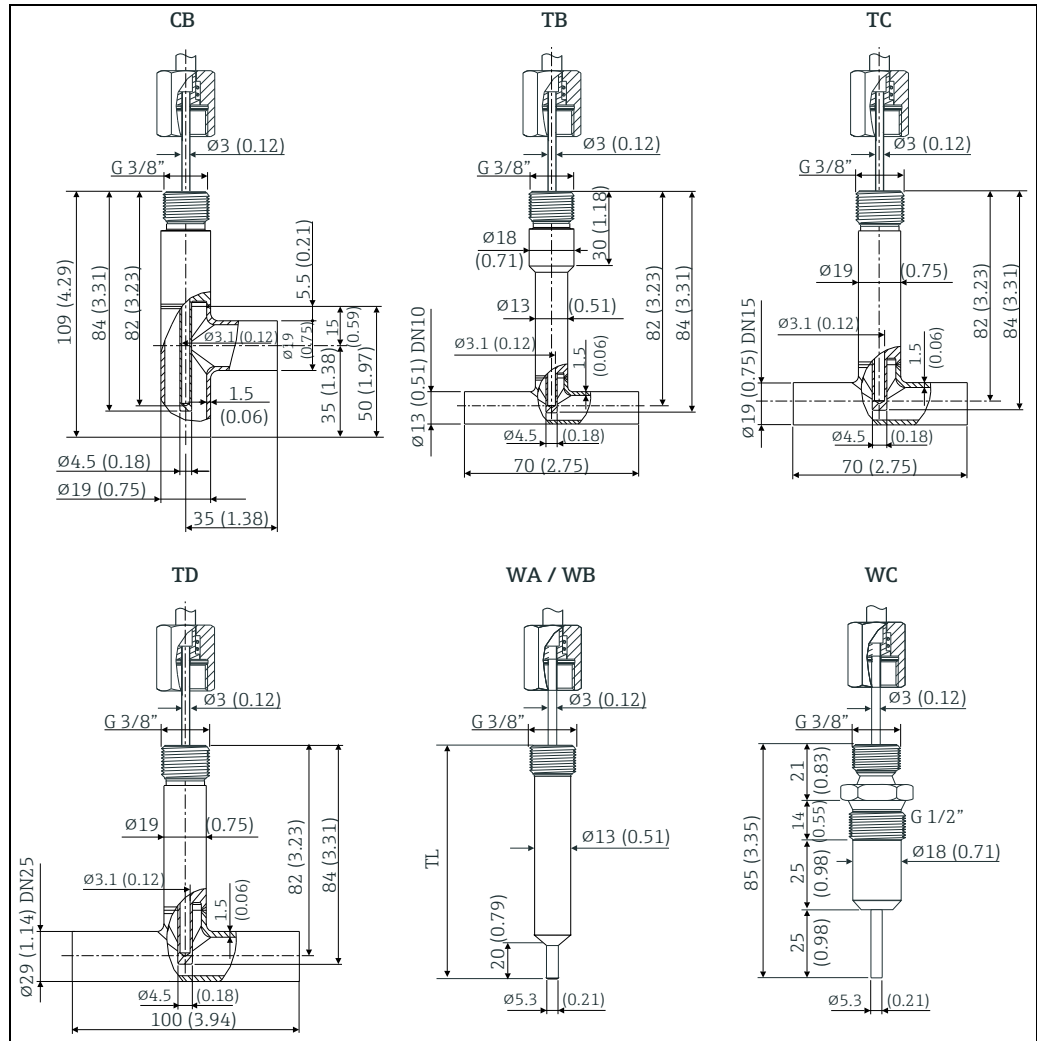 CB
TB
TC
ø3 (0.12)
G 3/8”
109 (4.29)
84 (3.31)
82 (3.23)
5.5 (0.21)
ø3.1 (0.12)
ø19
(0.75)
15
(0.59)
35 (1.38)
50 (1.97)
1.5
(0.06)
ø4.5 (0.18)
ø19 (0.75)
35 (1.38)
ø3 (0.12)
G 3/8”
30 (1.18)
ø18
(0.71)
ø13
(0.51)
82 (3.23)
84 (3.31)
ø3.1 (0.12)
1.5
(0.06)
ø13 (0.51) DN10
ø4.5
(0.18)
70 (2.75)
ø3 (0.12)
G 3/8”
ø19
(0.75)
82 (3.23)
84 (3.31)
ø3.1 (0.12)
1.5
(0.06)
ø19 (0.75) DN15
ø4.5
(0.18)
70 (2.75)
TD
WA / WB
WC
ø3 (0.12)
G 3/8”
ø19
(0.75)
82 (3.23)
84 (3.31)
ø3.1 (0.12)
1.5
(0.06)
ø29 (1.14) DN25
ø4.5
(0.18)
100 (3.94)
ø3 (0.12)
G 3/8”
TL
ø13 (0.51)
20 (0.79)
ø5.3
(0.21)
ø3 (0.12)
G 3/8”
85 (3.35)
21
(0.83)
14
(0.55)
G 1/2”
25
(0.98)
ø18 (0.71)
25
(0.98)
ø5.3
(0.21)